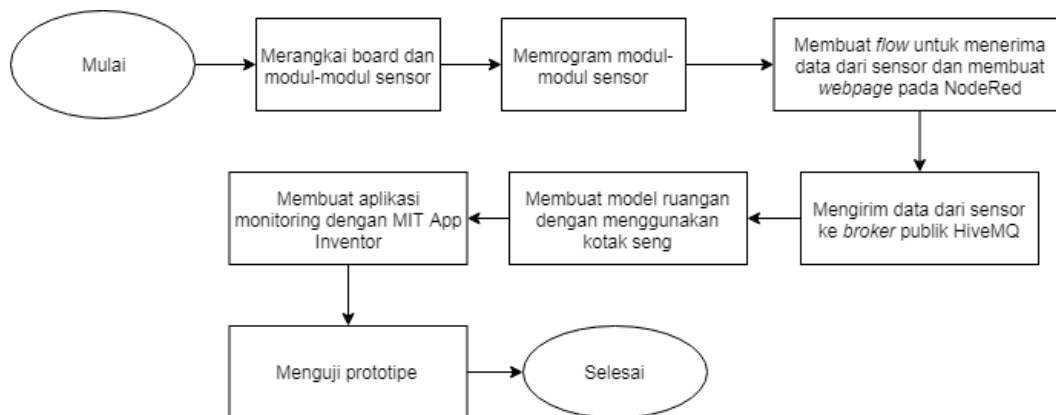 Mulai
Merangkai board dan
modul-modul sensor
Memrogram modul-
modul sensor
Membuat flow untuk menerima
data dari sensor dan membuat
webpage pada NodeRed
Mengirim data dari sensor
ke broker publik HiveMQ
Membuat model ruangan
dengan menggunakan
kotak seng
Membuat aplikasi
monitoring dengan MIT App
Inventor
Menguji prototipe
Selesai